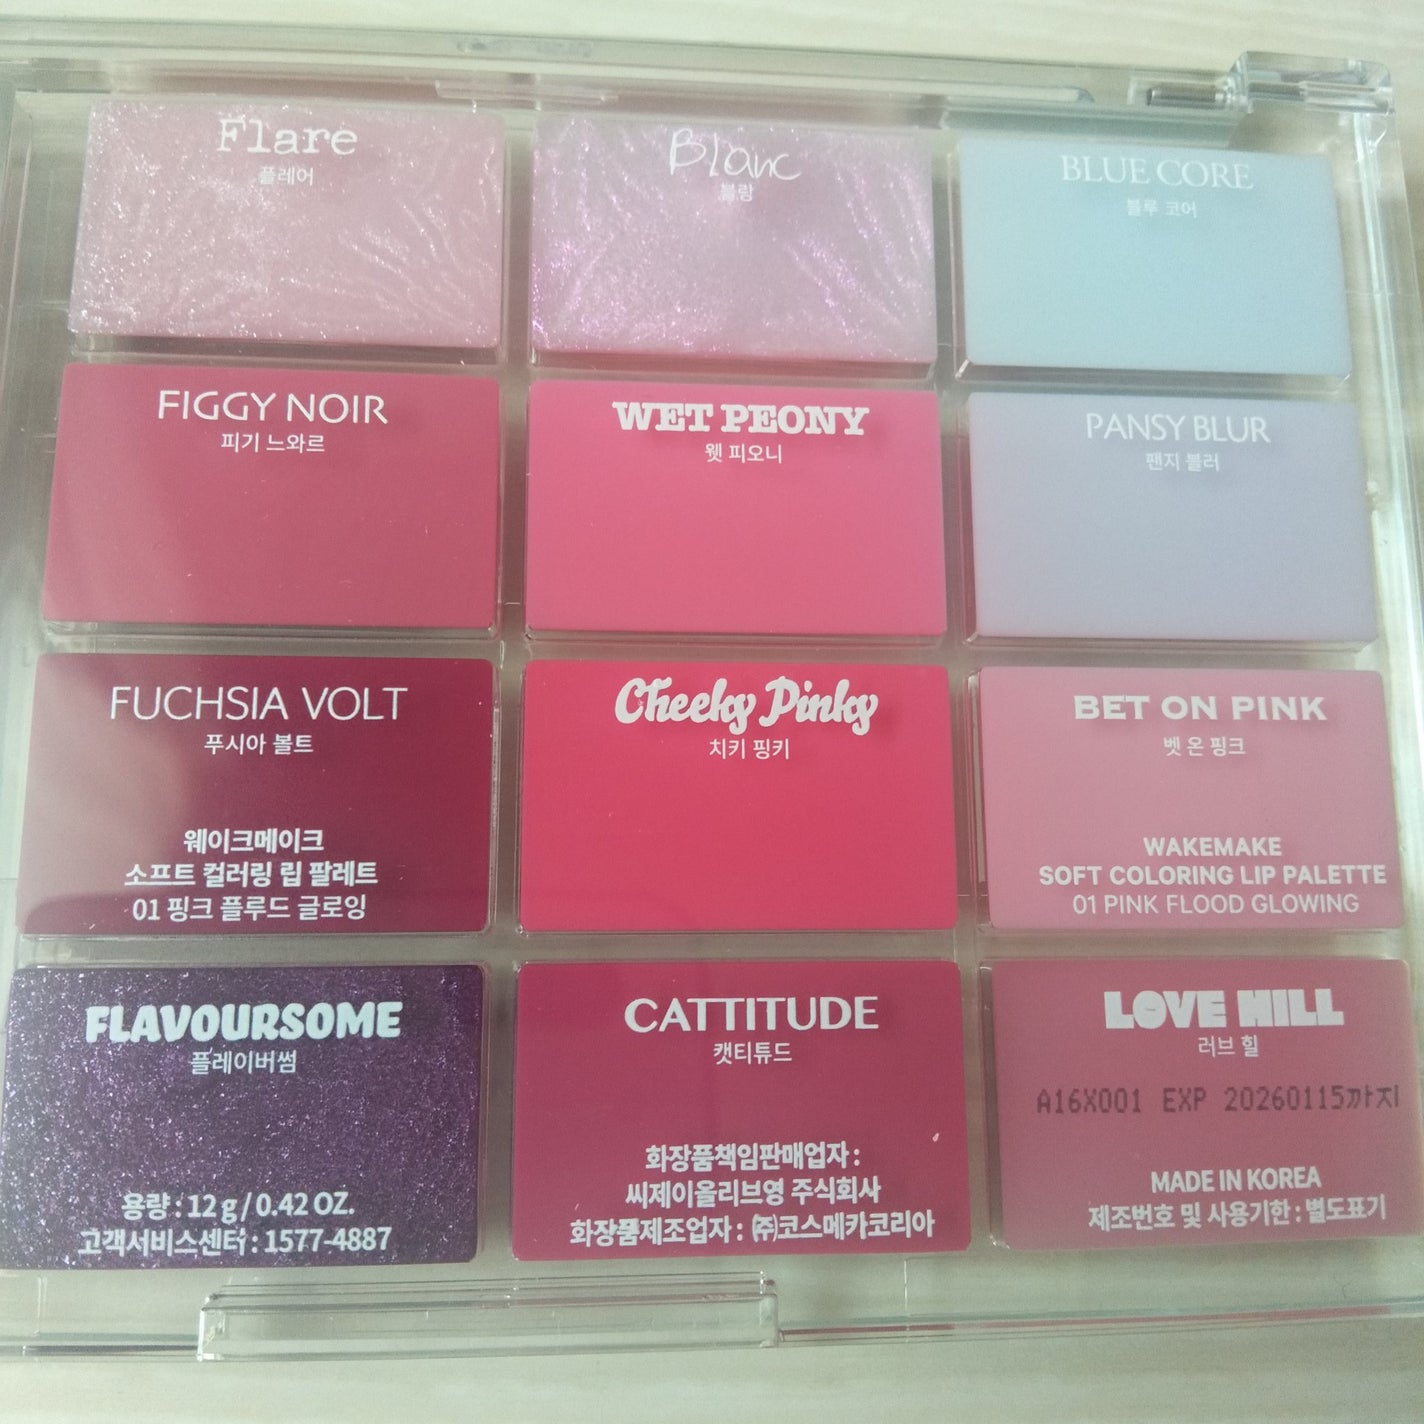 Flare
플레어
Blanc
블랑
BLUE CORE
블루 코어
FIGGY NOIR
피기 느와르
WET PEONY
웻 피오니
PANSY BLUR
팬지 블러
FUCHSIA VOLT
푸시아 볼트
웨이크메이크
소프트 컬러링 립 팔레트
01 핑크 플루드 글로잉
Cheeky Pinky
치키 핑키
BET ON PINK
벳 온 핑크
WAKEMAKE
SOFT COLORING LIP PALETTE
01 PINK FLOOD GLOWING
FLAVOURSOME
플레이버썸
용량 : 12 g / 0.42 OZ.
고객서비스센터 : 1577-4887
CATTITUDE
캣티튜드
화장품책임판매업자 :
씨제이올리브영 주식회사
화장품제조업자 : ㈜코스메카코리아
LOVE HILL
러브 힐
A16X001 EXP 20260115까지
MADE IN KOREA
제조번호 및 사용기한 : 별도표기